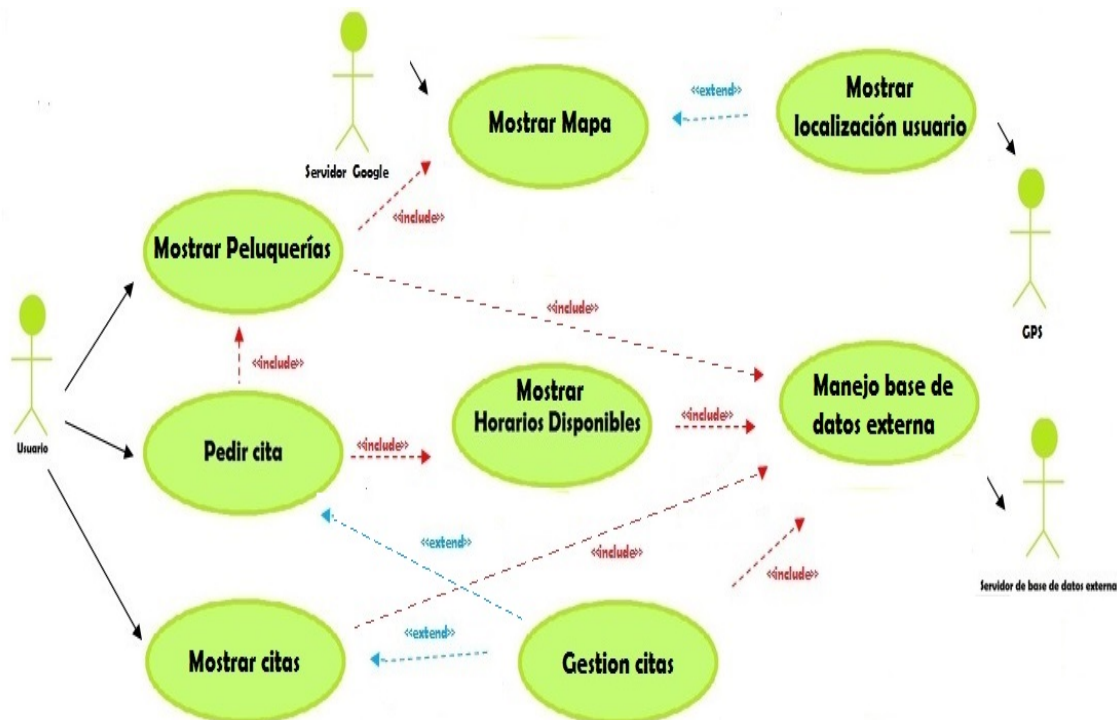 Mostrar
localización usuario
«extend»
Mostrar Mapa
Servidor Google
«include»
Mostrar Peluquerías
«include»
GPS
«include»
Mostrar
Horarios Disponibles
Manejo base de
datos externa
«include»
Usuario
Pedir cita
«include»
«extend»
«include»
«include»
Servidor de base de datos externa
«extend»
Mostrar citas
Gestion citas